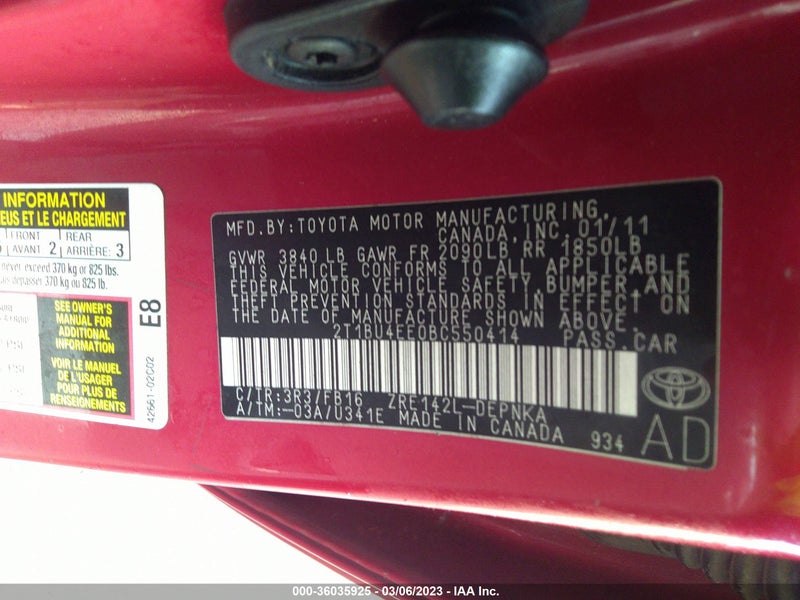 INFORMATION
EUS ET LE CHARGEMENT
FRONT REAR
AVANT 2 ARRIÈRE: 3
never exceed 370 kg or 825 lbs.
as dépasser 370 kg ou 825 lb.
SEE OWNER'S
MANUAL FOR
ADDITIONAL
INFORMATION
VOIR LE MANUEL
DE L'USAGER
POUR PLUS DE
RENSEIGNEMENTS
E8
42661-02C02
MFD.BY:TOYOTA MOTOR MANUFACTURING,
CANADA,INC. 01/11
GVWR 3840LB GAWR FR 2090LB RR 1850LB
THIS VEHICLE CONFORMS TO ALL APPLICABLE
FEDERAL MOTOR VEHICLE SAFETY,BUMPER,AND
THEFT PREVENTION STANDARDS IN EFFECT ON
THE DATE OF MANUFACTURE SHOWN ABOVE.
2T1BU4EE0BC550414 PASS.CAR
C/TR:3R3/FB16 ZRE142L-DEPNKA
A/TM:-03A/U341E MADE IN CANADA 934
AD
000-36035925 - 03/06/2023 - IAA Inc.